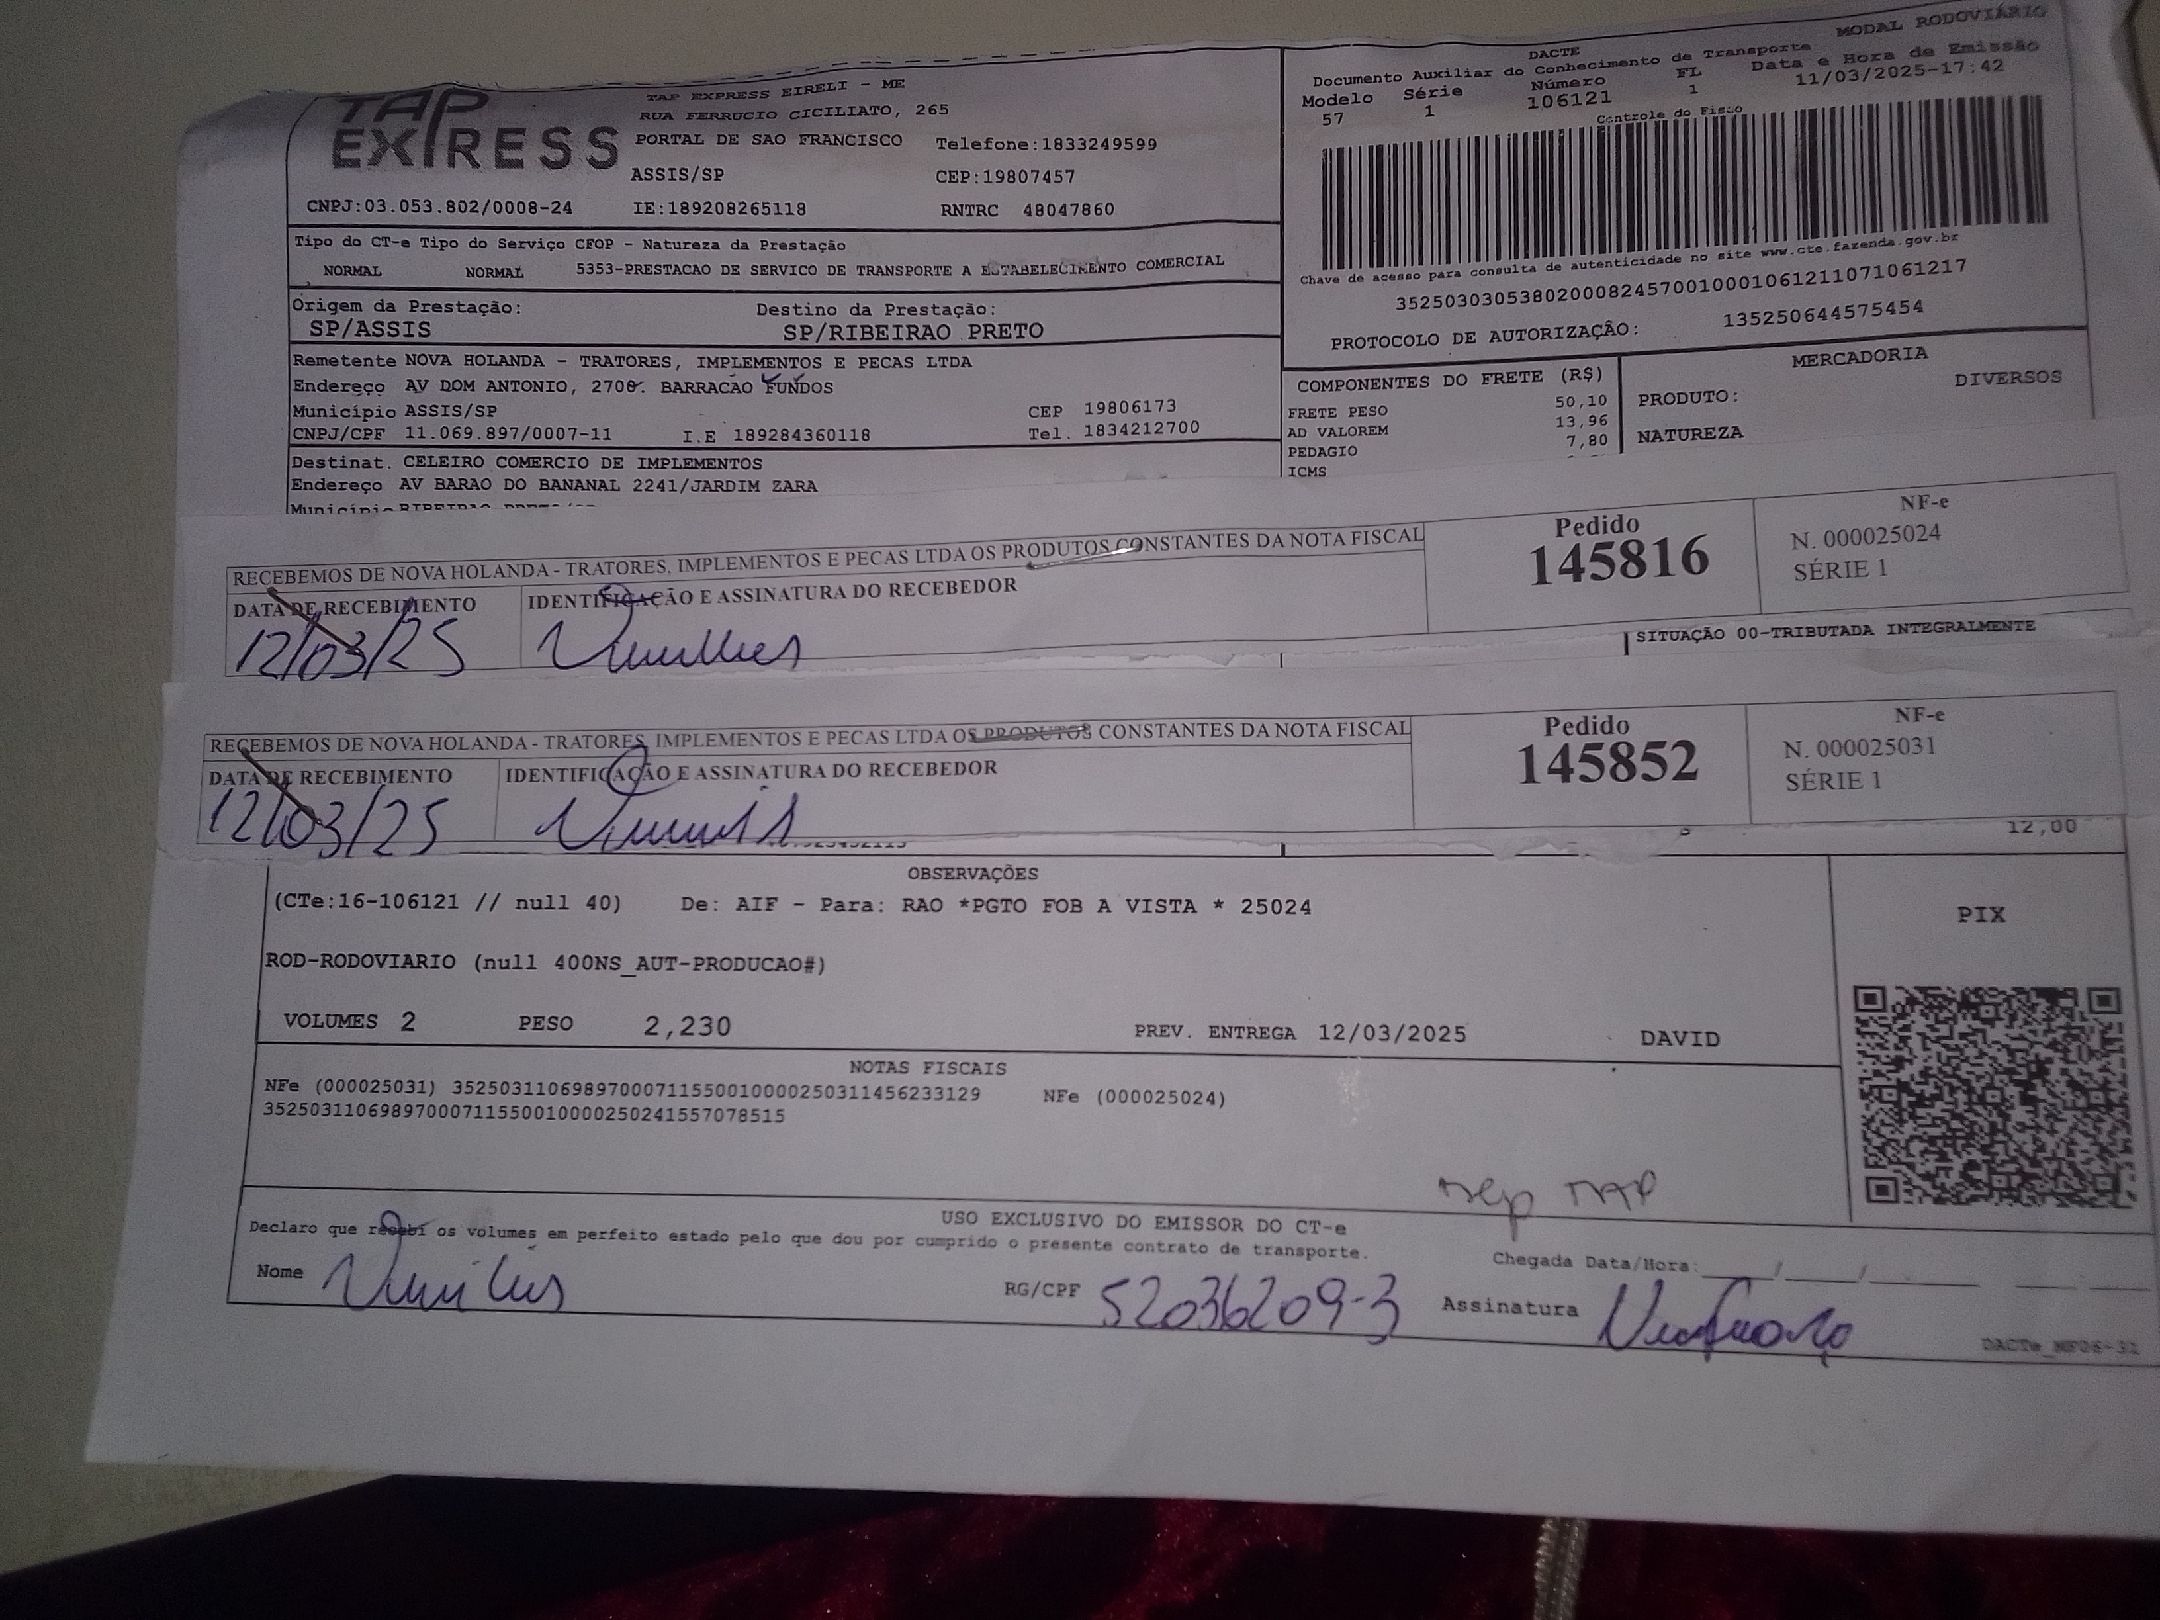 TAP EXPRESS
TAP EXPRESS EIRELI - ME
RUA FERRUCIO CICILIATO, 265
PORTAL DE SAO FRANCISCO Telefone:1833249599
ASSIS/SP CEP:19807457
CNPJ:03.053.802/0008-24 IE:189208265118 RNTRC 48047860
MODAL RODOVIÁRIO
DACTE
Documento Auxiliar do Conhecimento de Transporte
Modelo Série Número FL Data e Hora de Emissão
57 1 106121 1 11/03/2025-17:42
Controle do Fisco
Chave de acesso para consulta de autenticidade no site www.cte.fazenda.gov.br
35250303053802000824570010001061211071061217
PROTOCOLO DE AUTORIZAÇÃO: 135250644575454
Tipo do CT-e Tipo do Serviço CFOP - Natureza da Prestação
NORMAL NORMAL 5353-PRESTACAO DE SERVICO DE TRANSPORTE A ESTABELECIMENTO COMERCIAL
Origem da Prestação: Destino da Prestação:
SP/ASSIS SP/RIBEIRAO PRETO
Remetente NOVA HOLANDA - TRATORES, IMPLEMENTOS E PECAS LTDA
Endereço AV DOM ANTONIO, 2700. BARRACÃO FUNDOS
Município ASSIS/SP CEP 19806173
CNPJ/CPF 11.069.897/0007-11 I.E 189284360118 Tel. 1834212700
Destinat. CELEIRO COMERCIO DE IMPLEMENTOS
Endereço AV BARAO DO BANANAL 2241/JARDIM ZARA
Município RIBEIRAO
COMPONENTES DO FRETE (R$)
FRETE PESO 50,10
AD VALOREM 13,96
PEDAGIO 7,80
ICMS
MERCADORIA
PRODUTO: DIVERSOS
NATUREZA
RECEBEMOS DE NOVA HOLANDA - TRATORES, IMPLEMENTOS E PECAS LTDA OS PRODUTOS CONSTANTES DA NOTA FISCAL
DATA DE RECEBIMENTO IDENTIFICAÇÃO E ASSINATURA DO RECEBEDOR
12/03/25
Pedido
145816
NF-e
N. 000025024
SÉRIE 1
SITUAÇÃO 00-TRIBUTADA INTEGRALMENTE
RECEBEMOS DE NOVA HOLANDA - TRATORES, IMPLEMENTOS E PECAS LTDA OS PRODUTOS CONSTANTES DA NOTA FISCAL
DATA DE RECEBIMENTO IDENTIFICAÇÃO E ASSINATURA DO RECEBEDOR
12/03/25
Pedido
145852
NF-e
N. 000025031
SÉRIE 1
12,00
OBSERVAÇÕES
(CTe:16-106121 // null 40) De: AIF - Para: RAO *PGTO FOB A VISTA * 25024
ROD-RODOVIARIO (null 400NS_AUT-PRODUCAO#)
VOLUMES 2 PESO 2,230 PREV. ENTREGA 12/03/2025 DAVID
PIX
NOTAS FISCAIS
NFe (000025031) 35250311069897000711550010000250311456233129 NFe (000025024)
35250311069897000711550010000250241557078515
USO EXCLUSIVO DO EMISSOR DO CT-e
Declaro que recebi os volumes em perfeito estado pelo que dou por cumprido o presente contrato de transporte.
Chegada Data/Hora:
Nome RG/CPF 52036209-3 Assinatura